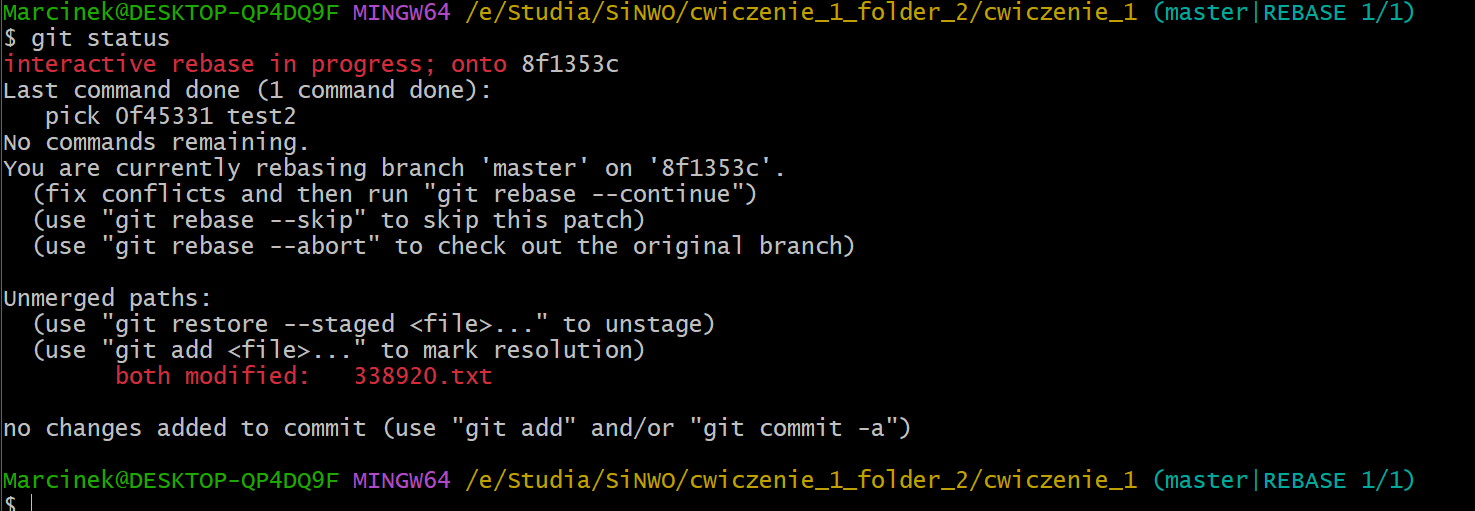 Marcinek@DESKTOP-QP4DQ9F MINGW64 /e/Studia/SiNWO/cwiczenie_1_folder_2/cwiczenie_1 (master|REBASE 1/1)
$ git status
interactive rebase in progress; onto 8f1353c
Last command done (1 command done):
   pick 0f45331 test2
No commands remaining.
You are currently rebasing branch 'master' on '8f1353c'.
  (fix conflicts and then run "git rebase --continue")
  (use "git rebase --skip" to skip this patch)
  (use "git rebase --abort" to check out the original branch)

Unmerged paths:
  (use "git restore --staged <file>..." to unstage)
  (use "git add <file>..." to mark resolution)
        both modified:   338920.txt

no changes added to commit (use "git add" and/or "git commit -a")

Marcinek@DESKTOP-QP4DQ9F MINGW64 /e/Studia/SiNWO/cwiczenie_1_folder_2/cwiczenie_1 (master|REBASE 1/1)
$